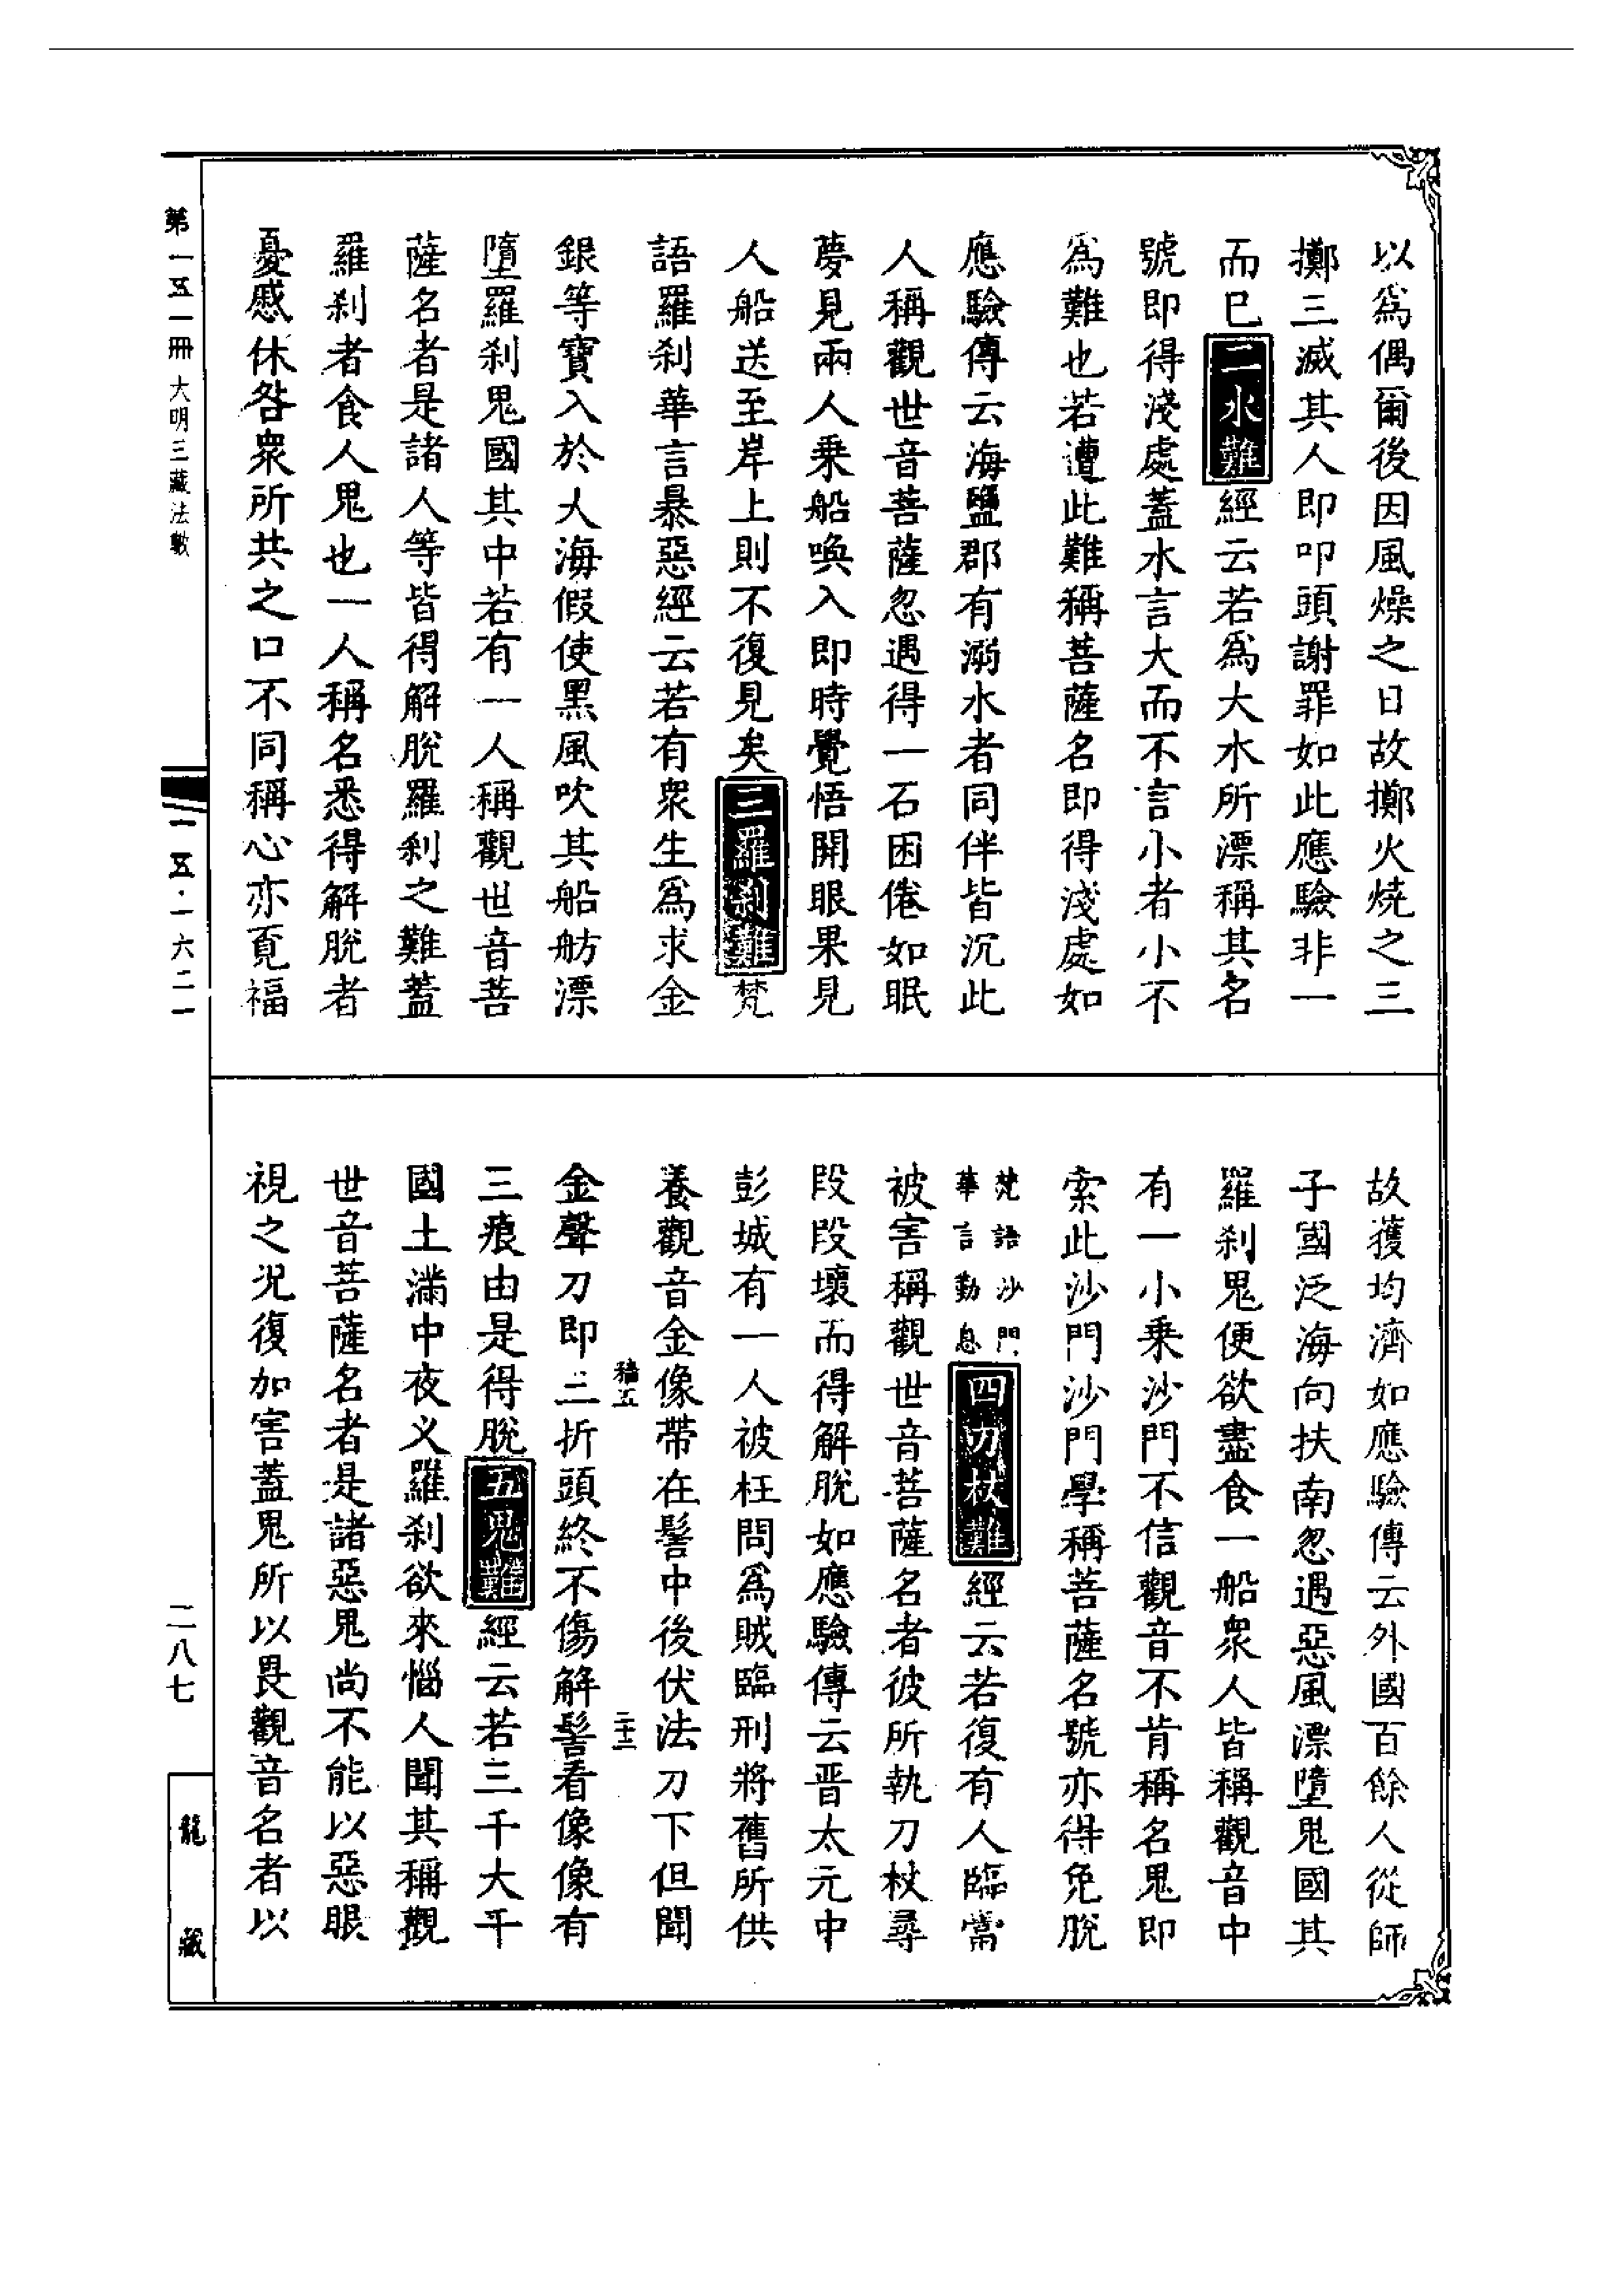 以爲偶爾後因風燥之日故擲火燒之三
擲三滅其人即叩頭謝罪如此應驗非一
而巳二水難經云若爲大水所漂稱其名
號即得淺處蓋水言大而不言小者小不
爲難也若遭此難稱菩薩名即得淺處如
應驗傳云海鹽郡有溺水者同伴皆沉此
人稱觀世音菩薩忽遇得一石困倦如眠
夢見兩人乗船喚入即時覺悟開眼果見
人船送至岸上則不復見矣三羅刹難梵
語羅刹華言暴惡經云若有衆生爲求金
銀等寶入於大海假使黑風吹其船舫漂
墮羅刹鬼國其中若有一人稱觀世音菩
薩名者是諸人等皆得解脫羅刹之難蓋
羅刹者食人鬼也一人稱名悉得解脫者
憂慼休咎衆所共之口不同稱心亦覔福
故獲均濟如應驗傳云外國百餘人從師
子國泛海向扶南忽遇惡風漂墮鬼國其
羅刹鬼便欲盡食一船衆人皆稱觀音中
有一小乗沙門不信觀音不肯稱名鬼即
索此沙門沙門學稱菩薩名號亦得免脫
梵語沙門
華言勤息
四刀杖難經云若復有人臨當
被害稱觀世音菩薩名者彼所執刀杖尋
段段壞而得解脫如應驗傳云晋太元中
彭城有一人被枉問爲賊臨刑將舊所供
養觀音金像帶在髻中後伏法刀下但聞
金聲刀即三折頭終不傷解髻看像像有
三痕由是得脫五鬼難經云若三千大千
國土滿中夜义羅刹欲來惱人聞其稱觀
世音菩薩名者是諸惡鬼尚不能以惡眼
視之况復加害蓋鬼所以畏觀音名者以
第一五一冊 大明三藏法數
一五·一六二一
二八七
龍藏